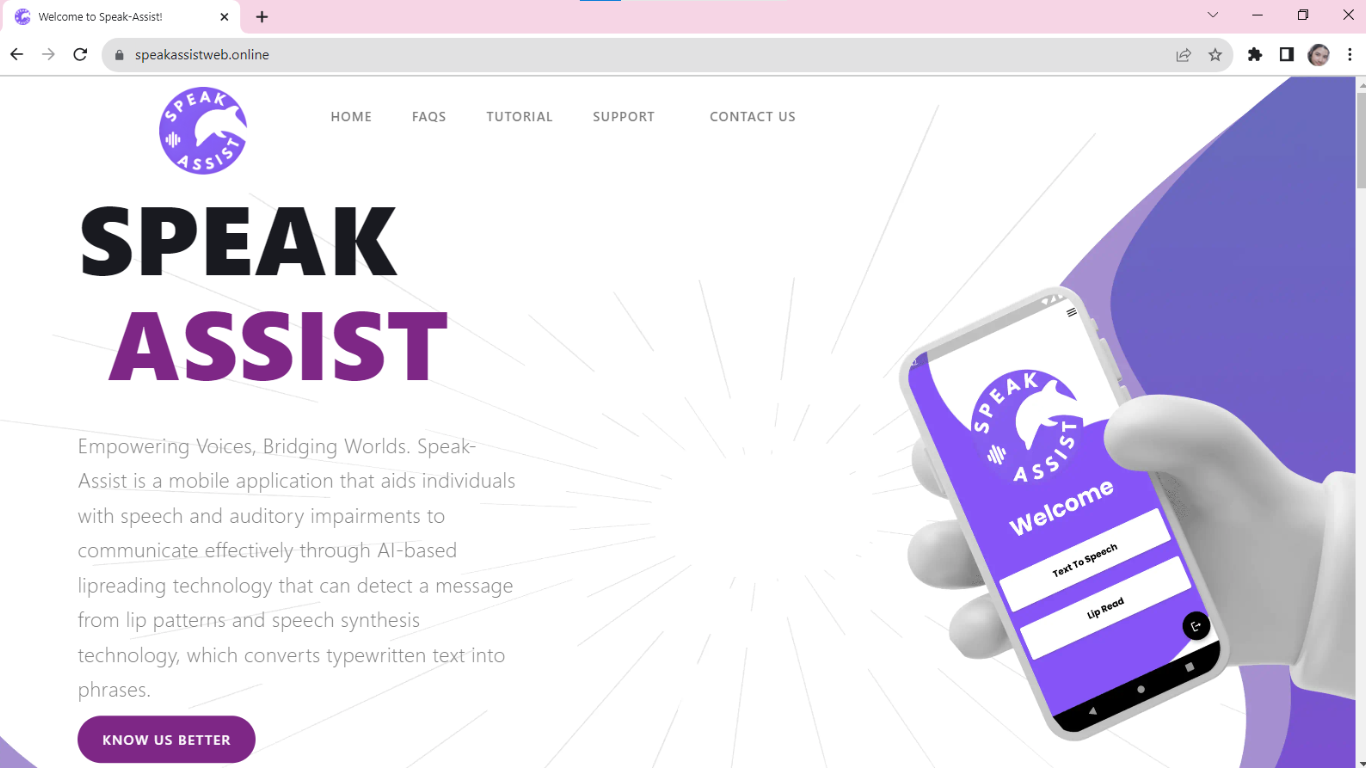 Welcome to Speak-Assist!
speakassistweb.online
SPEAK ASSIST
HOME FAQS TUTORIAL SUPPORT CONTACT US
SPEAK
ASSIST
Empowering Voices, Bridging Worlds. Speak-
Assist is a mobile application that aids individuals
with speech and auditory impairments to
communicate effectively through AI-based
lipreading technology that can detect a message
from lip patterns and speech synthesis
technology, which converts typewritten text into
phrases.
KNOW US BETTER
SPEAK ASSIST
Welcome
Text To Speech
Lip Read